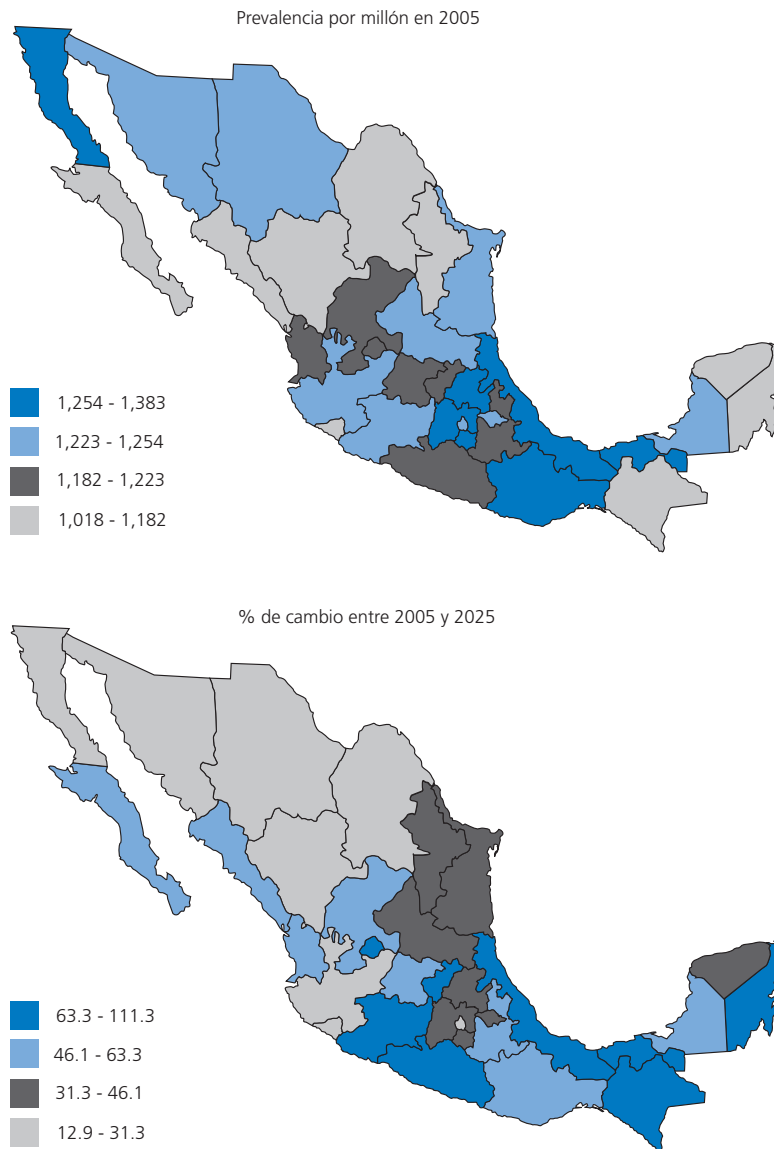 Prevalencia por millón en 2005
1,254 - 1,383
1,223 - 1,254
1,182 - 1,223
1,018 - 1,182
% de cambio entre 2005 y 2025
63.3 - 111.3
46.1 - 63.3
31.3 - 46.1
12.9 - 31.3